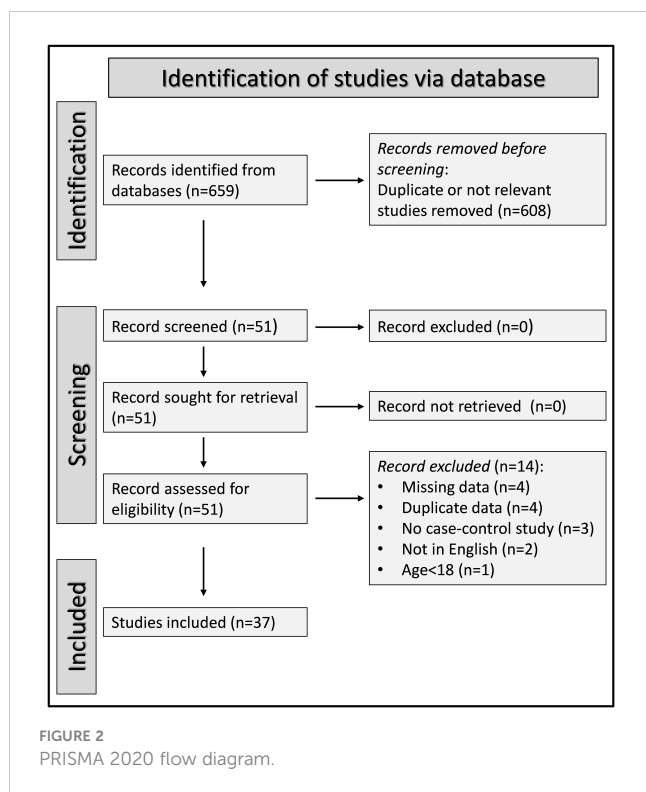 Identification of studies via database
Identification
Records identified from
databases (n=659)
Records removed before
screening:
Duplicate or not relevant
studies removed (n=608)
Screening
Record screened (n=51)
Record excluded (n=0)
Record sought for retrieval
(n=51)
Record not retrieved (n=0)
Record assessed for
eligibility (n=51)
Record excluded (n=14):
• Missing data (n=4)
• Duplicate data (n=4)
• No case-control study (n=3)
• Not in English (n=2)
• Age<18 (n=1)
Included
Studies included (n=37)
FIGURE 2
PRISMA 2020 flow diagram.